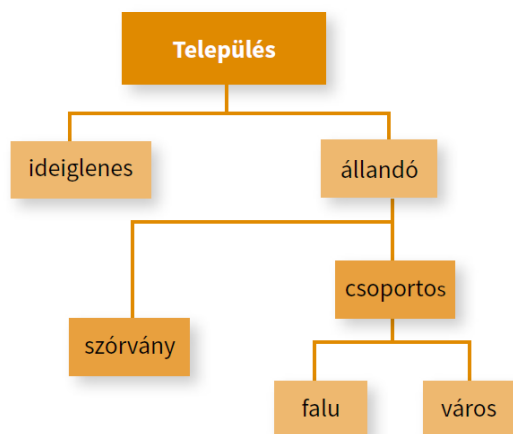 Település
ideiglenes
állandó
csoportos
szórvány
falu
város